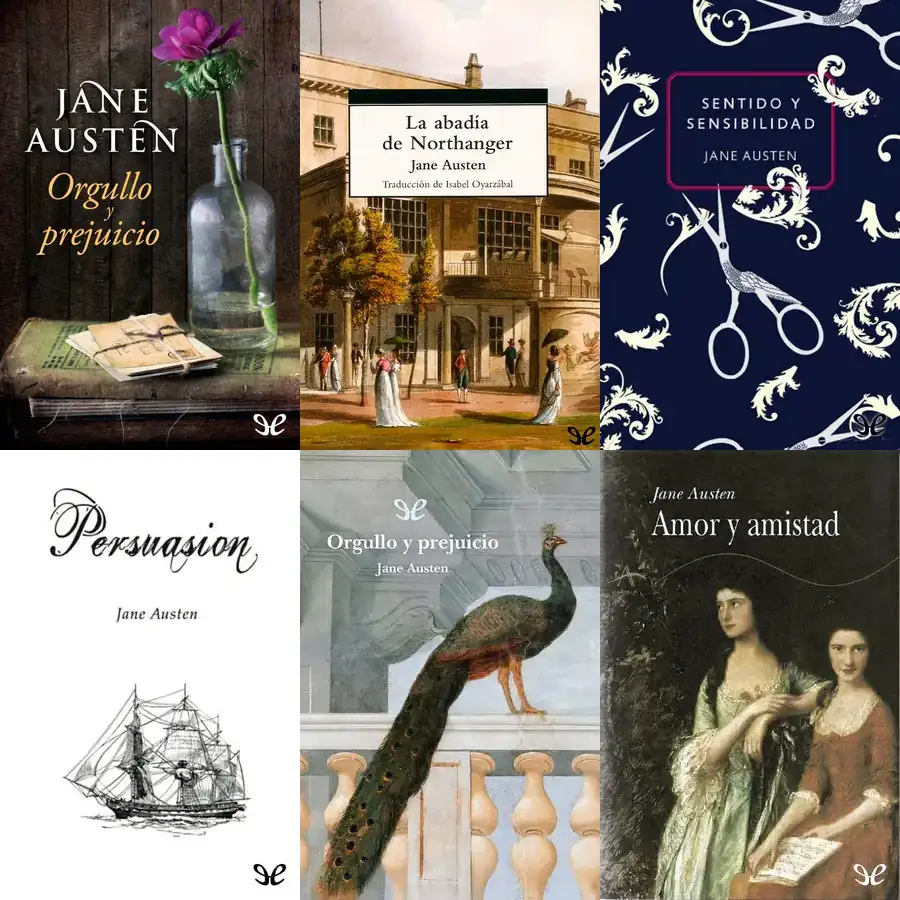 JANE
AUSTEN
Orgullo
y
prejuicio
La abadía
de Northanger
Jane Austen
Traducción de Isabel Oyarzábal
SENTIDO Y
SENSIBILIDAD
JANE AUSTEN
Persuasion
Jane Austen
Orgullo y prejuicio
Jane Austen
Jane Austen
Amor y amistad